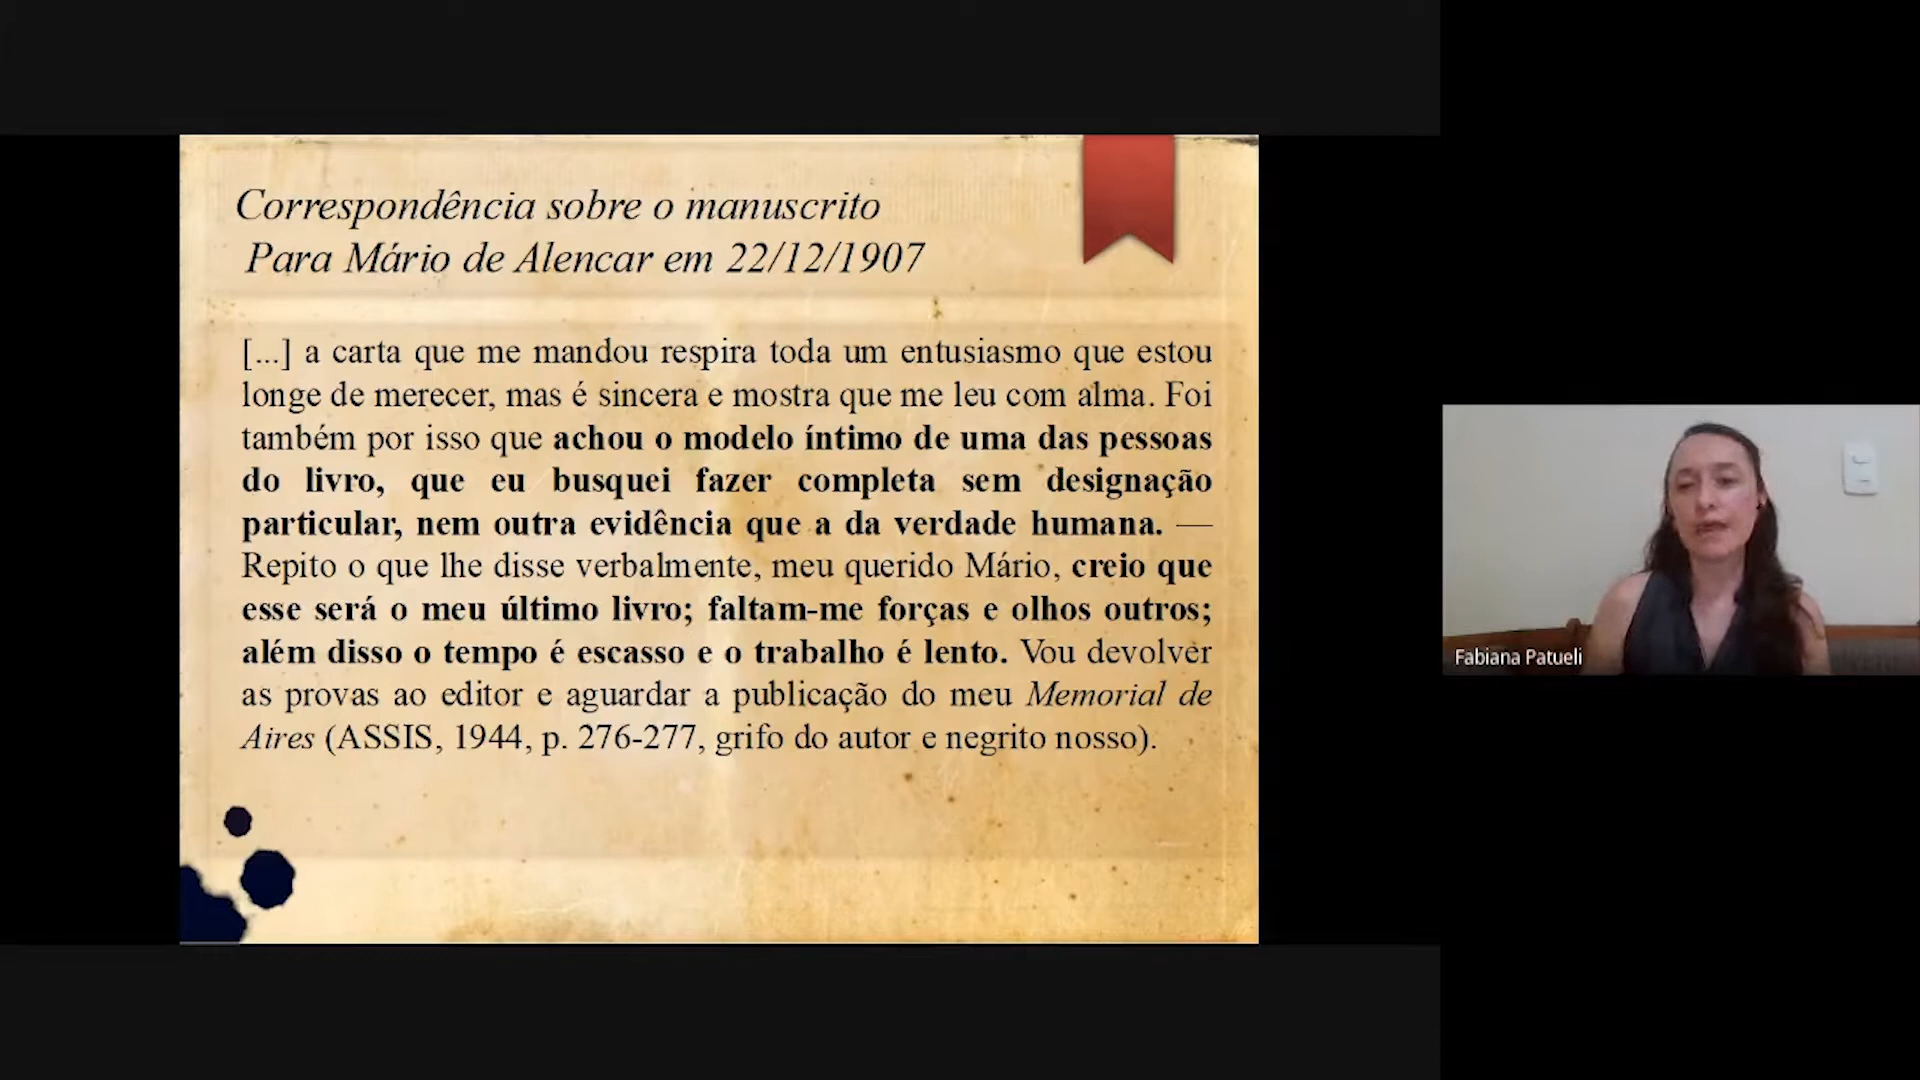 Correspondência sobre o manuscrito
Para Mário de Alencar em 22/12/1907
[...] a carta que me mandou respira toda um entusiasmo que estou
longe de merecer, mas é sincera e mostra que me leu com alma. Foi
também por isso que achou o modelo íntimo de uma das pessoas
do livro, que eu busquei fazer completa sem designação
particular, nem outra evidência que a da verdade humana. —
Repito o que lhe disse verbalmente, meu querido Mário, creio que
esse será o meu último livro; faltam-me forças e olhos outros;
além disso o tempo é escasso e o trabalho é lento. Vou devolver
as provas ao editor e aguardar a publicação do meu Memorial de
Aires (ASSIS, 1944, p. 276-277, grifo do autor e negrito nosso).
Fabiana Patueli